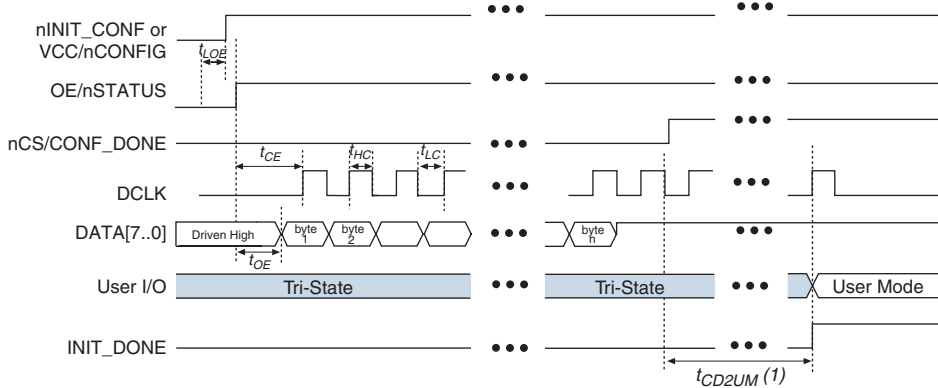 nINIT_CONF or
VCC/nCONFIG
tLOE
OE/nSTATUS
nCS/CONF_DONE
tCE
tHC
tLC
DCLK
DATA[7..0]
Driven High
byte
1
byte
2
byte
n
tOE
User I/O
Tri-State
Tri-State
User Mode
INIT_DONE
tCD2UM (1)